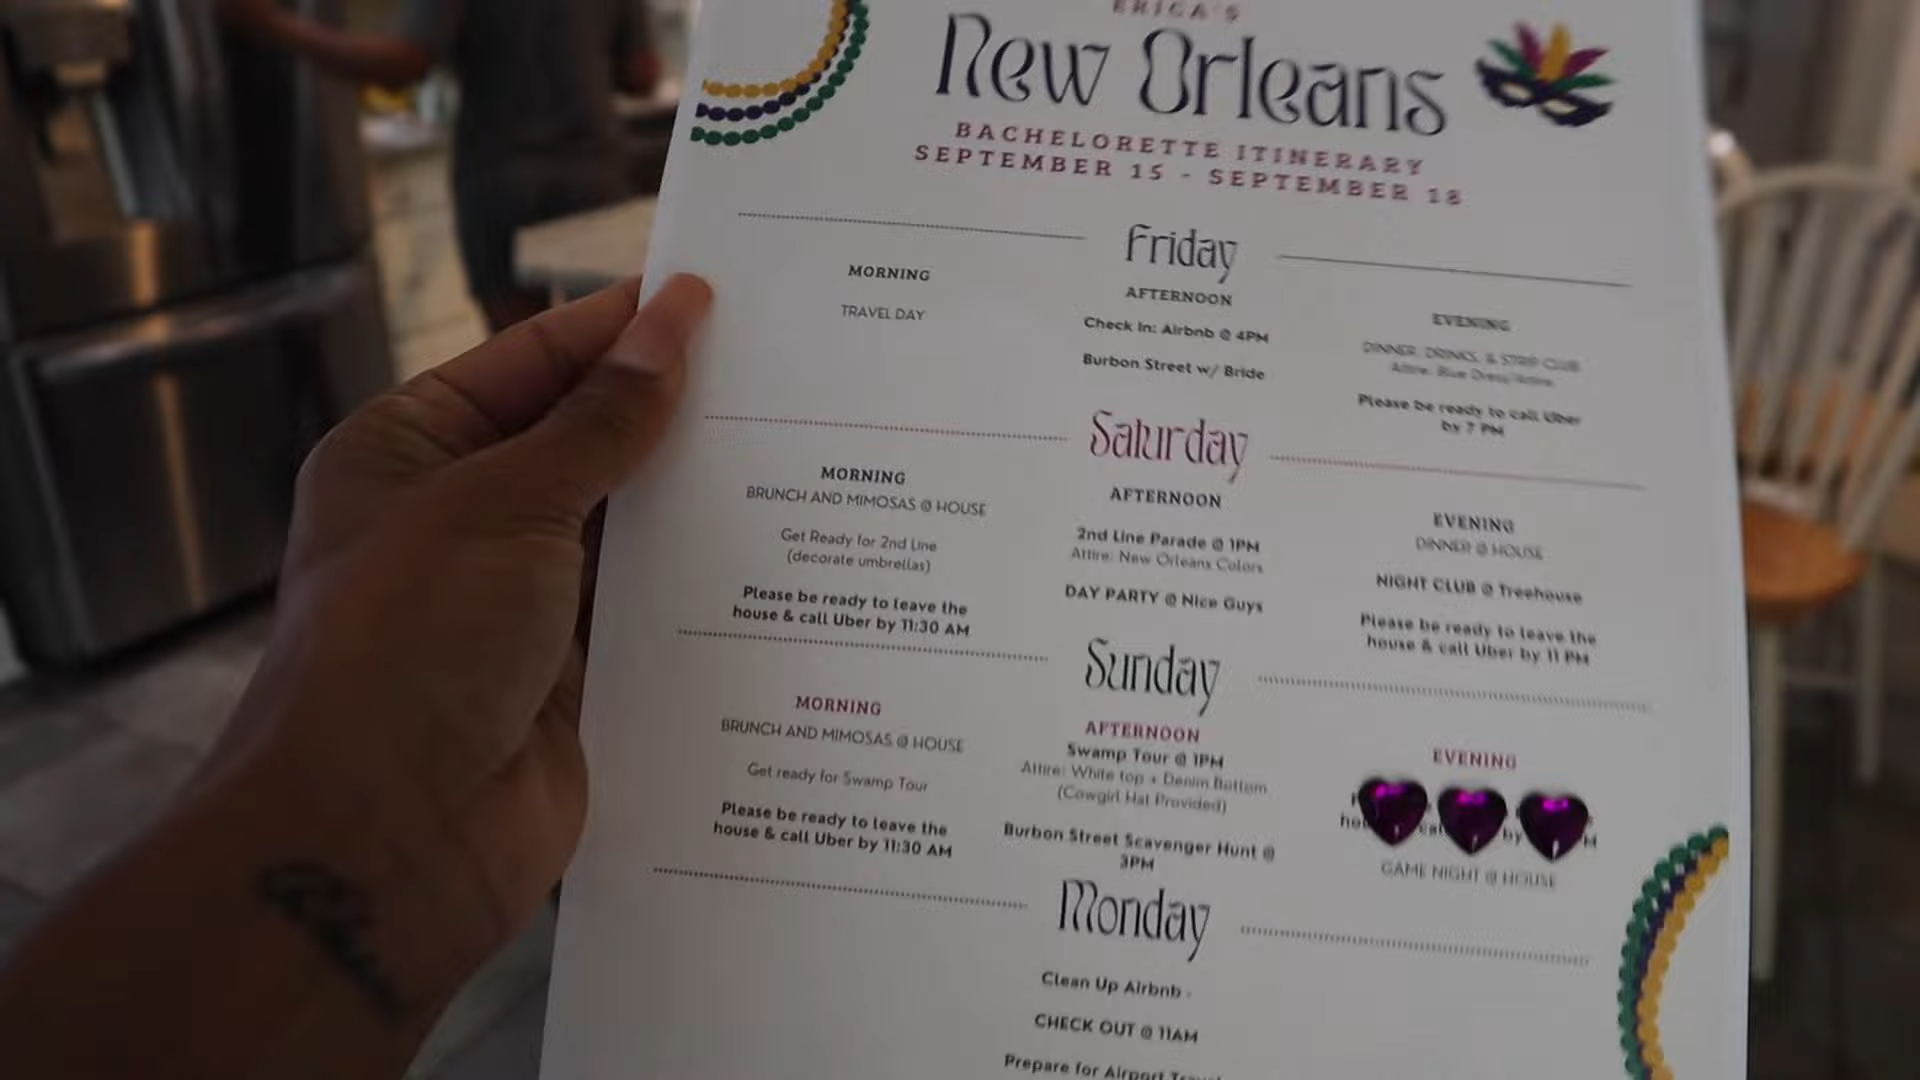 ERICA'S
New Orleans
BACHELORETTE ITINERARY
SEPTEMBER 15 - SEPTEMBER 18
Friday
MORNING
TRAVEL DAY
AFTERNOON
Check In: Airbnb @ 4PM
Burbon Street w/ Bride
EVENING
DINNER, DRINKS, & STRIP CLUB
Attire: Blue Dress/Attire
Please be ready to call Uber
by 7 PM
Saturday
MORNING
BRUNCH AND MIMOSAS @ HOUSE
Get Ready for 2nd Line
(decorate umbrellas)
Please be ready to leave the
house & call Uber by 11:30 AM
AFTERNOON
2nd Line Parade @ 1PM
Attire: New Orleans Colors
DAY PARTY @ Nice Guys
EVENING
DINNER @ HOUSE
NIGHT CLUB @ Treehouse
Please be ready to leave the
house & call Uber by 11 PM
Sunday
MORNING
BRUNCH AND MIMOSAS @ HOUSE
Get ready for Swamp Tour
Please be ready to leave the
house & call Uber by 11:30 AM
AFTERNOON
Swamp Tour @ 1PM
Attire: White top + Denim Bottom
(Cowgirl Hat Provided)
Burbon Street Scavenger Hunt @
3PM
EVENING
by
GAME NIGHT @ HOUSE
Monday
Clean Up Airbnb
CHECK OUT @ 11AM
Prepare for Airport